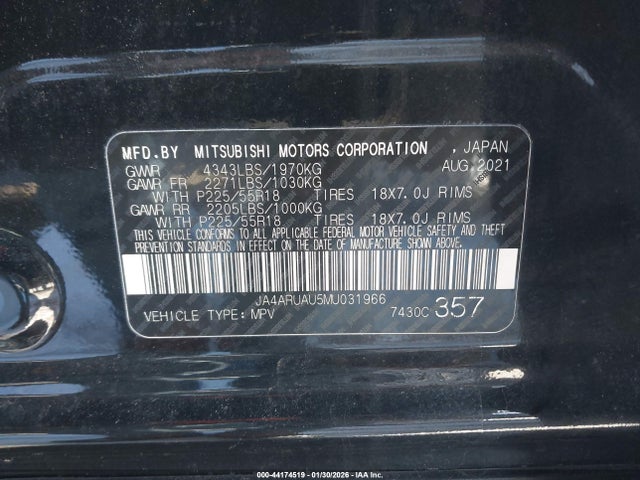 MFD.BY MITSUBISHI MOTORS CORPORATION , JAPAN
GVWR 4343LBS/1970KG AUG.2021
GAWR FR 2271LBS/1030KG
WITH P225/55R18 TIRES 18X7.0J RIMS
GAWR RR 2205LBS/1000KG
WITH P225/55R18 TIRES 18X7.0J RIMS
THIS VEHICLE CONFORMS TO ALL APPLICABLE FEDERAL MOTOR VEHICLE SAFETY AND THEFT
PREVENTION STANDARDS IN EFFECT ON THE DATE OF MANUFACTURE SHOWN ABOVE.
JA4ARUAU5MU031966
VEHICLE TYPE: MPV 7430C 357
000-44174519 - 01/30/2026 - IAA Inc.